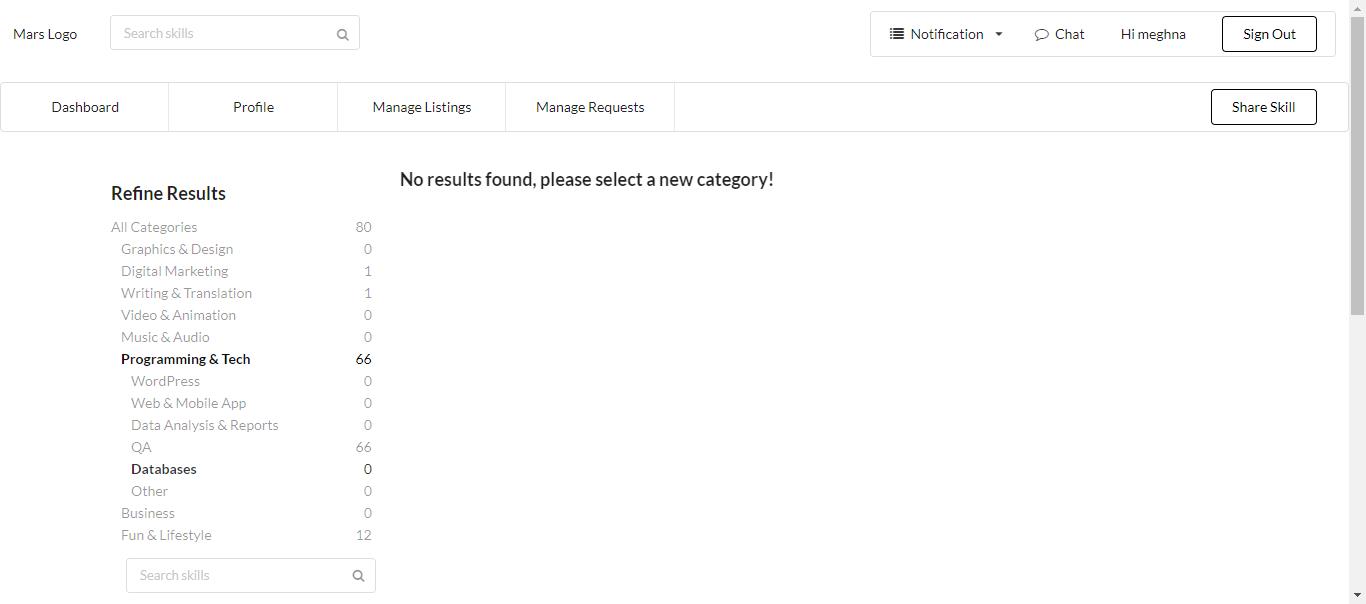 Mars Logo
Search skills
Notification
Chat
Hi meghna
Sign Out
Dashboard
Profile
Manage Listings
Manage Requests
Share Skill
No results found, please select a new category!
Refine Results
All Categories 80
Graphics & Design 0
Digital Marketing 1
Writing & Translation 1
Video & Animation 0
Music & Audio 0
Programming & Tech 66
WordPress 0
Web & Mobile App 0
Data Analysis & Reports 0
QA 66
Databases 0
Other 0
Business 0
Fun & Lifestyle 12
Search skills